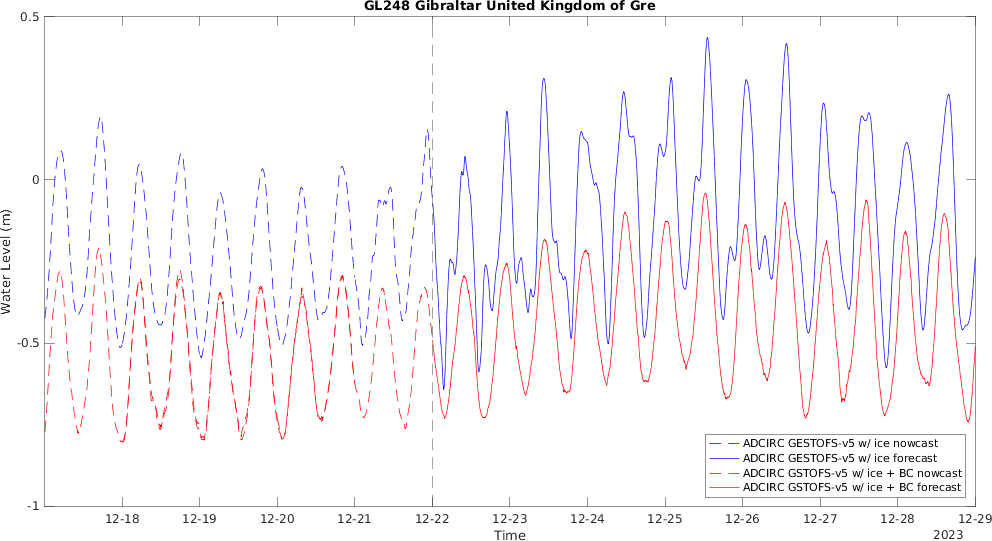 GL248 Gibraltar United Kingdom of Gre
0.5
0
-0.5
-1
Water Level (m)
ADCIRC GESTOFS-v5 w/ ice nowcast
ADCIRC GESTOFS-v5 w/ ice forecast
ADCIRC GSTOFS-v5 w/ ice + BC nowcast
ADCIRC GSTOFS-v5 w/ ice + BC forecast
12-18 12-19 12-20 12-21 12-22 12-23 12-24 12-25 12-26 12-27 12-28 12-29
Time
2023